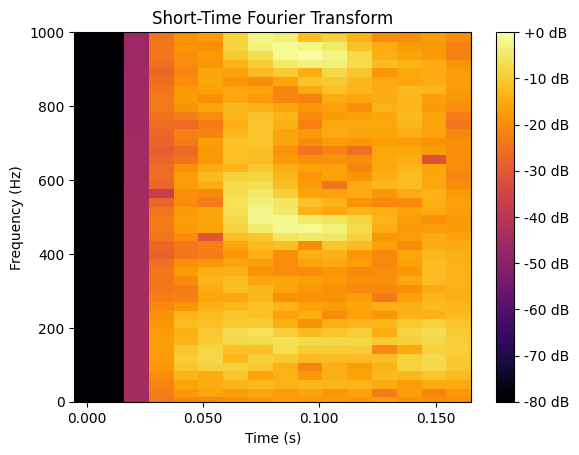 Short-Time Fourier Transform
1000
800
600
400
200
0
Frequency (Hz)
0.000
0.050
0.100
0.150
Time (s)
+0 dB
-10 dB
-20 dB
-30 dB
-40 dB
-50 dB
-60 dB
-70 dB
-80 dB